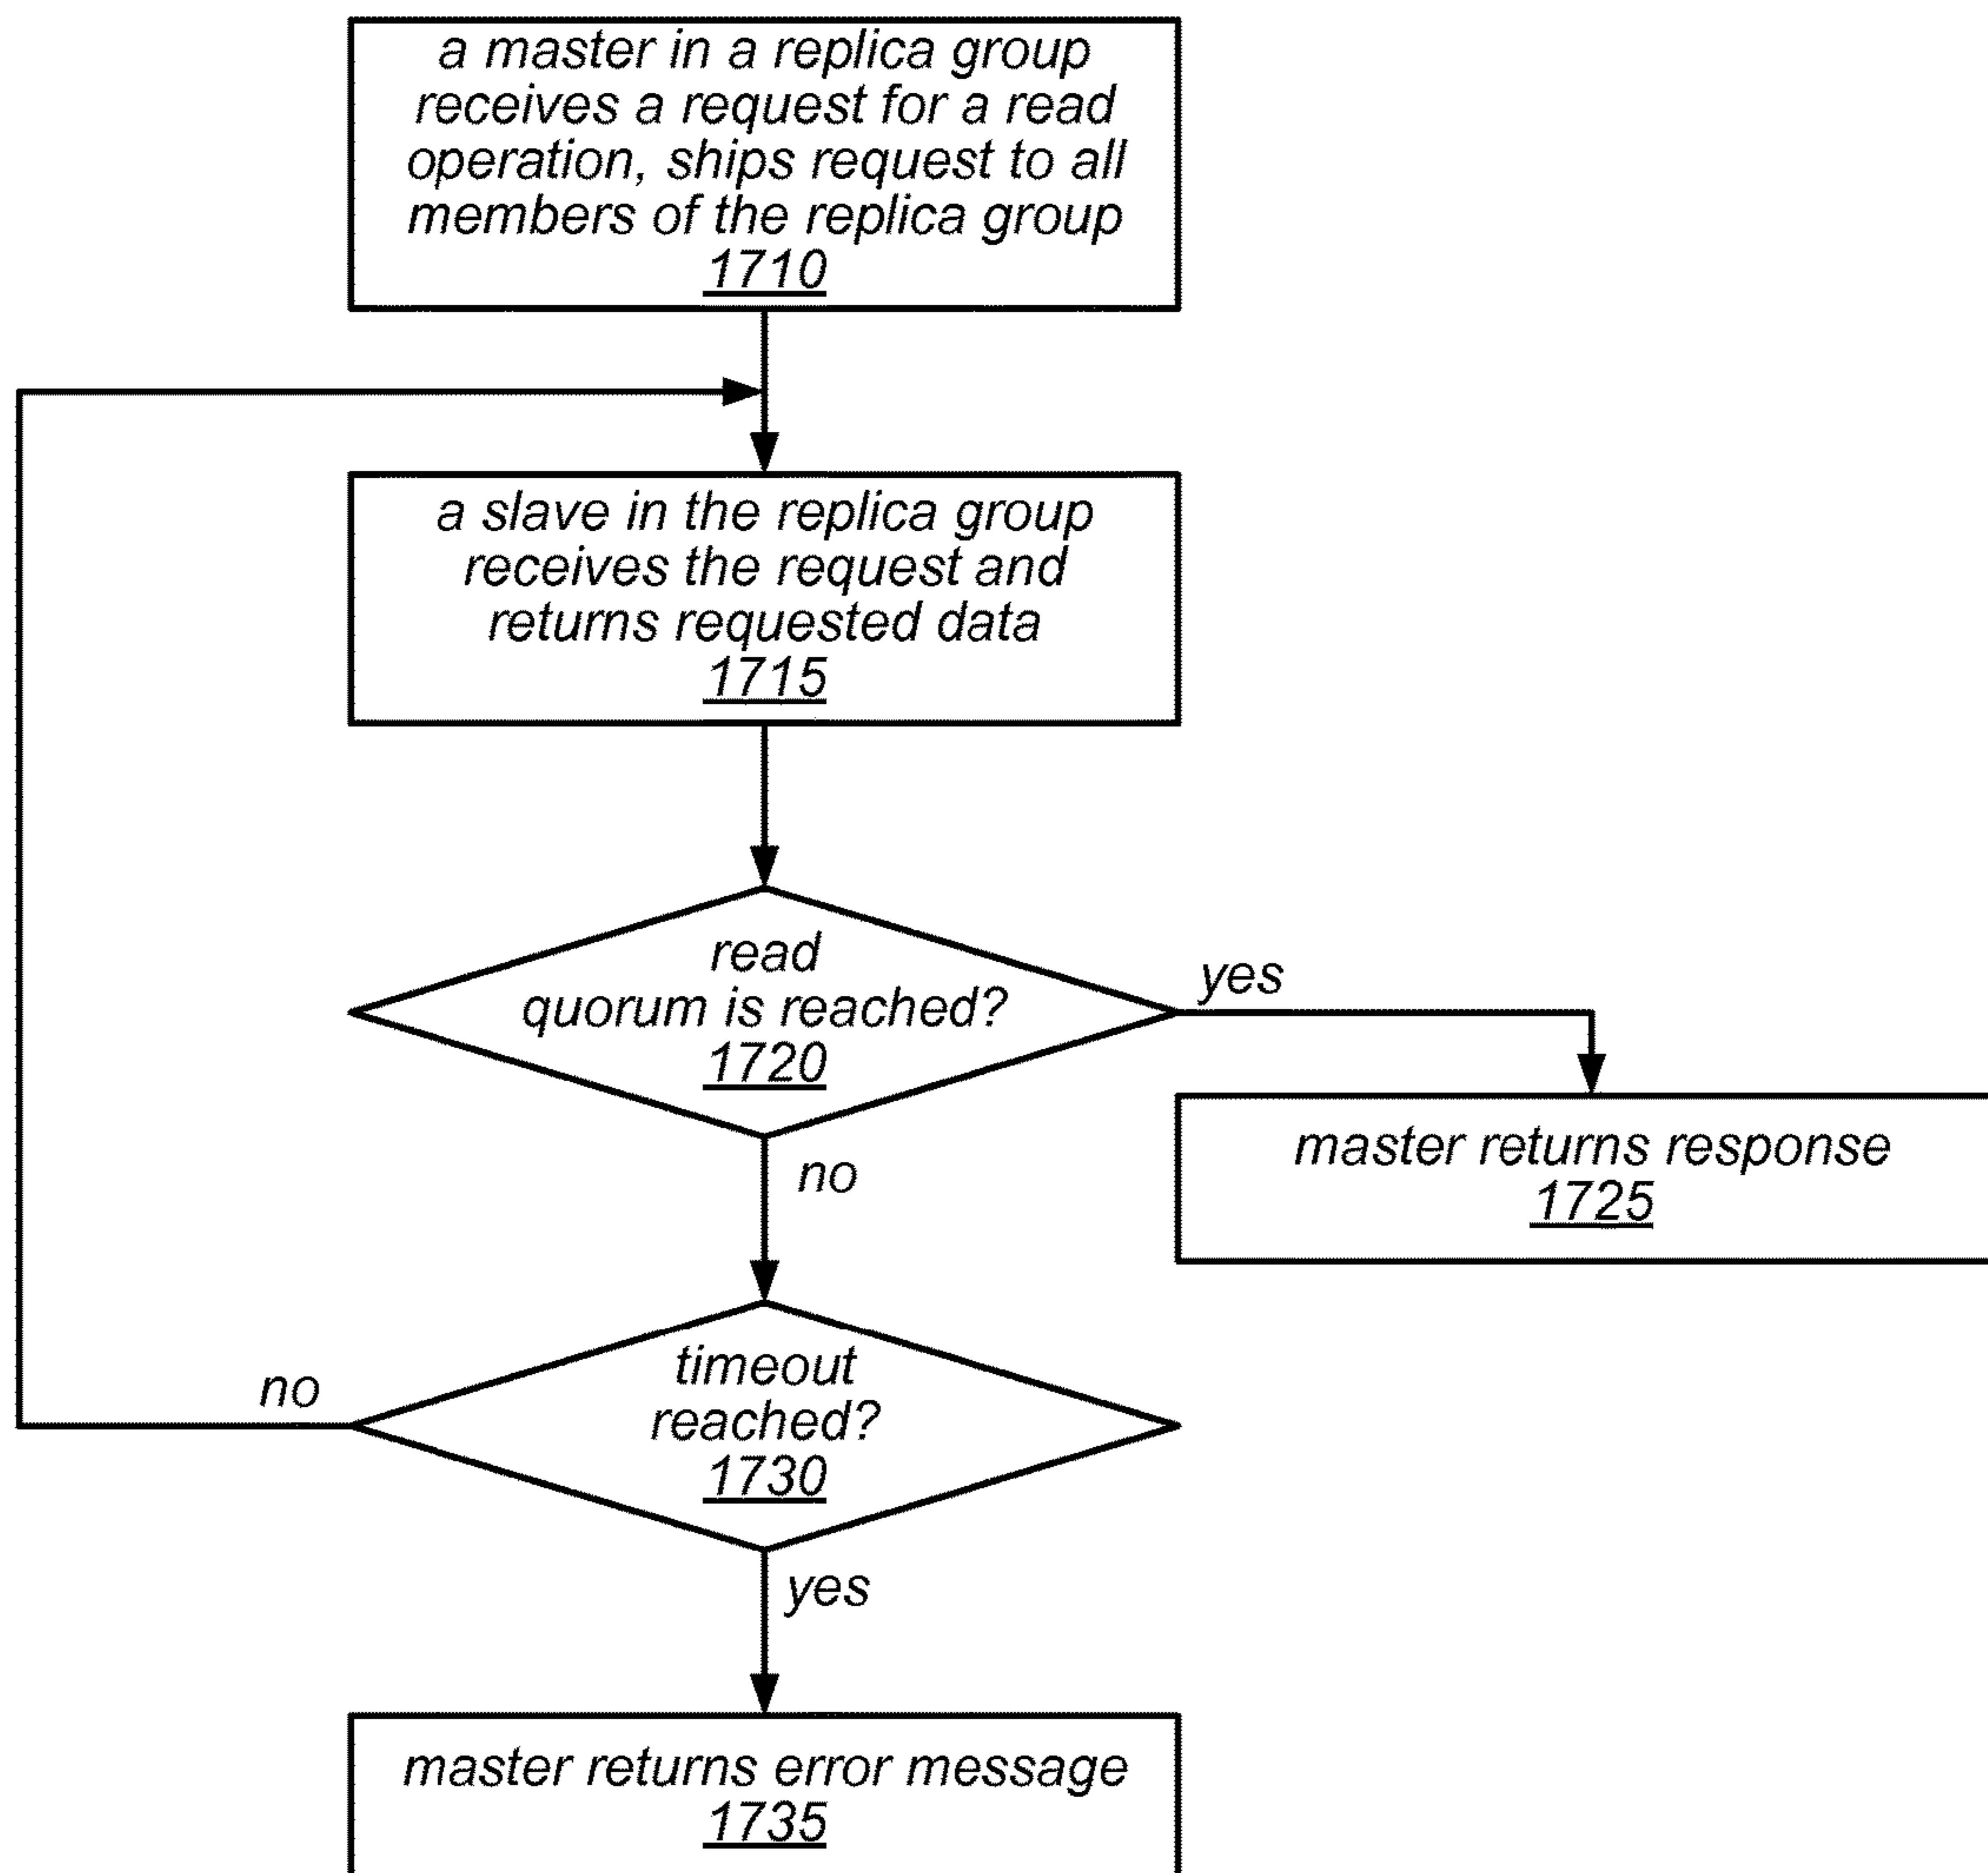 a master in a replica group
receives a request for a read
operation, ships request to all
members of the replica group
1710
a slave in the replica group
receives the request and
returns requested data
1715
read
quorum is reached?
1720
yes
no
master returns response
1725
timeout
reached?
1730
no
yes
master returns error message
1735